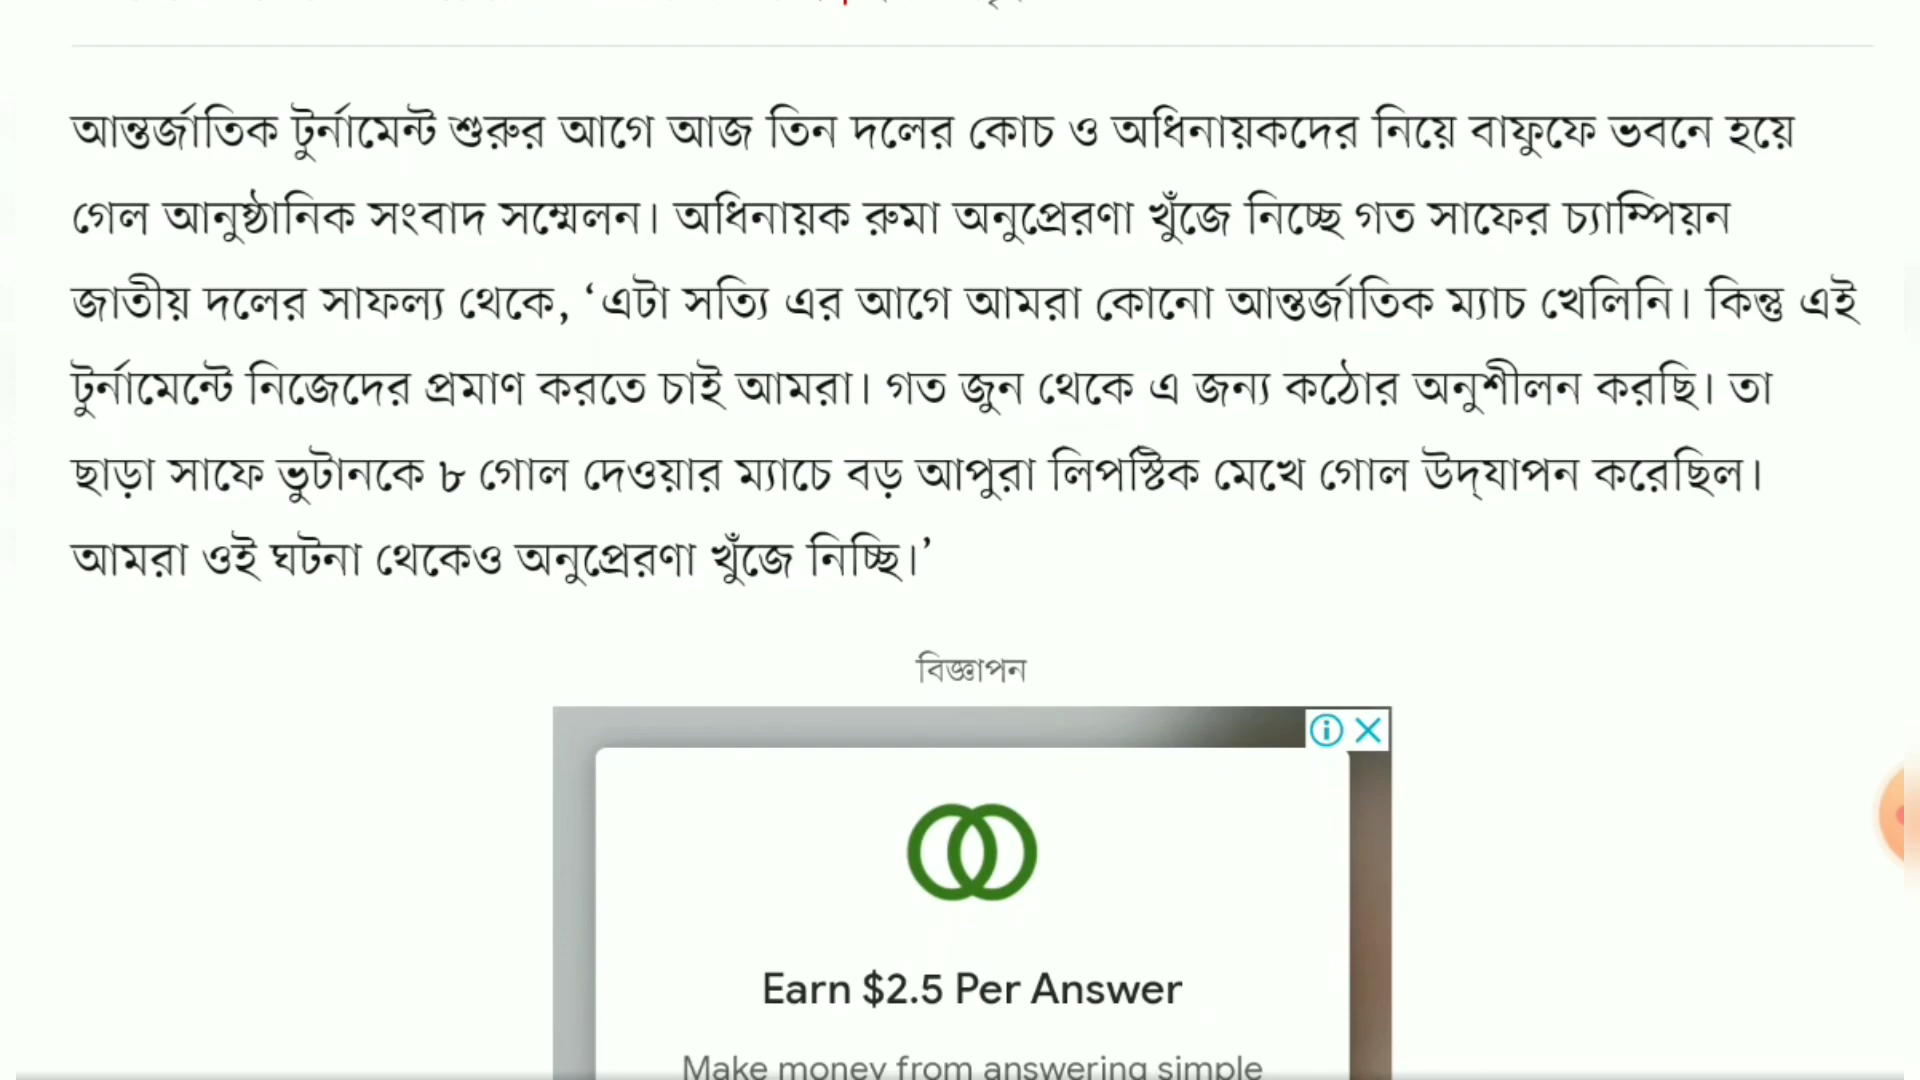 আন্তর্জাতিক টুর্নামেন্ট শুরুর আগে আজ তিন দলের কোচ ও অধিনায়কদের নিয়ে বাফুফে ভবনে হয়ে
গেল আনুষ্ঠানিক সংবাদ সম্মেলন। অধিনায়ক রুমা অনুপ্রেরণা খুঁজে নিচ্ছে গত সাফের চ্যাম্পিয়ন
জাতীয় দলের সাফল্য থেকে, ‘এটা সত্যি এর আগে আমরা কোনো আন্তর্জাতিক ম্যাচ খেলিনি। কিন্তু এই
টুর্নামেন্টে নিজেদের প্রমাণ করতে চাই আমরা। গত জুন থেকে এ জন্য কঠোর অনুশীলন করছি। তা
ছাড়া সাফে ভুটানকে ৮ গোল দেওয়ার ম্যাচে বড় আপুরা লিপস্টিক মেখে গোল উদ্‌যাপন করেছিল।
আমরা ওই ঘটনা থেকেও অনুপ্রেরণা খুঁজে নিচ্ছি।’
বিজ্ঞাপন
Earn $2.5 Per Answer
Make money from answering simple